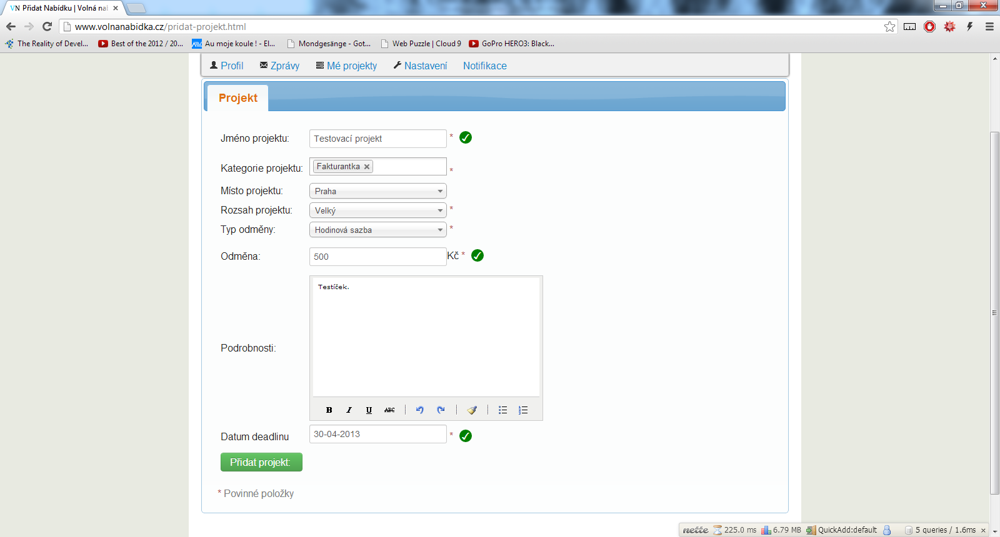 VN Přidat Nabídku | Volná nal
www.volnanabidka.cz/pridat-projekt.html
The Reality of Devel... Best of the 2012 / 20... Au moje koule ! - El... Mondgesänge - Got... Web Puzzle | Cloud 9 GoPro HERO3: Black...
Profil Zprávy Mé projekty Nastavení Notifikace
Projekt
Jméno projektu: Testovací projekt *
Kategorie projektu: Fakturantka *
Místo projektu: Praha
Rozsah projektu: Velký *
Typ odměny: Hodinová sazba *
Odměna: 500 Kč *
Testíček.
Podrobnosti:
B I U ABC
Datum deadlinu 30-04-2013 *
Přidat projekt:
* Povinné položky
nette 225.0 ms 6.79 MB QuickAdd:default 5 queries / 1.6ms ×